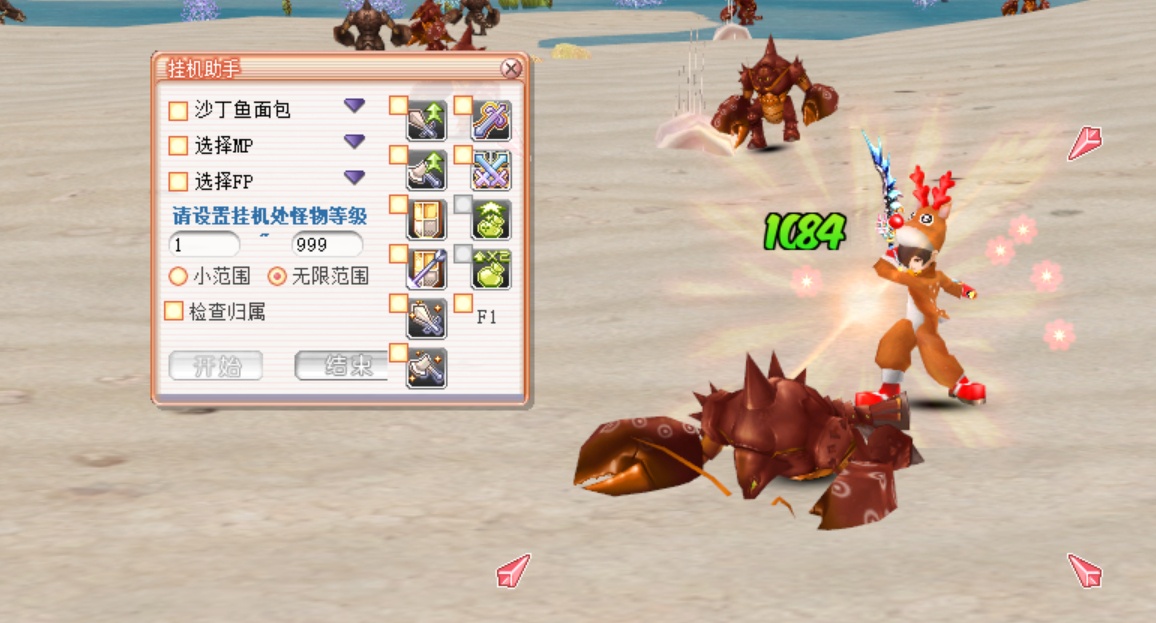 挂机助手
沙丁鱼面包
选择MP
选择FP
请设置挂机处怪物等级
1 ~ 999
小范围 无限范围
检查归属
F1
开始 结束
X2
1084